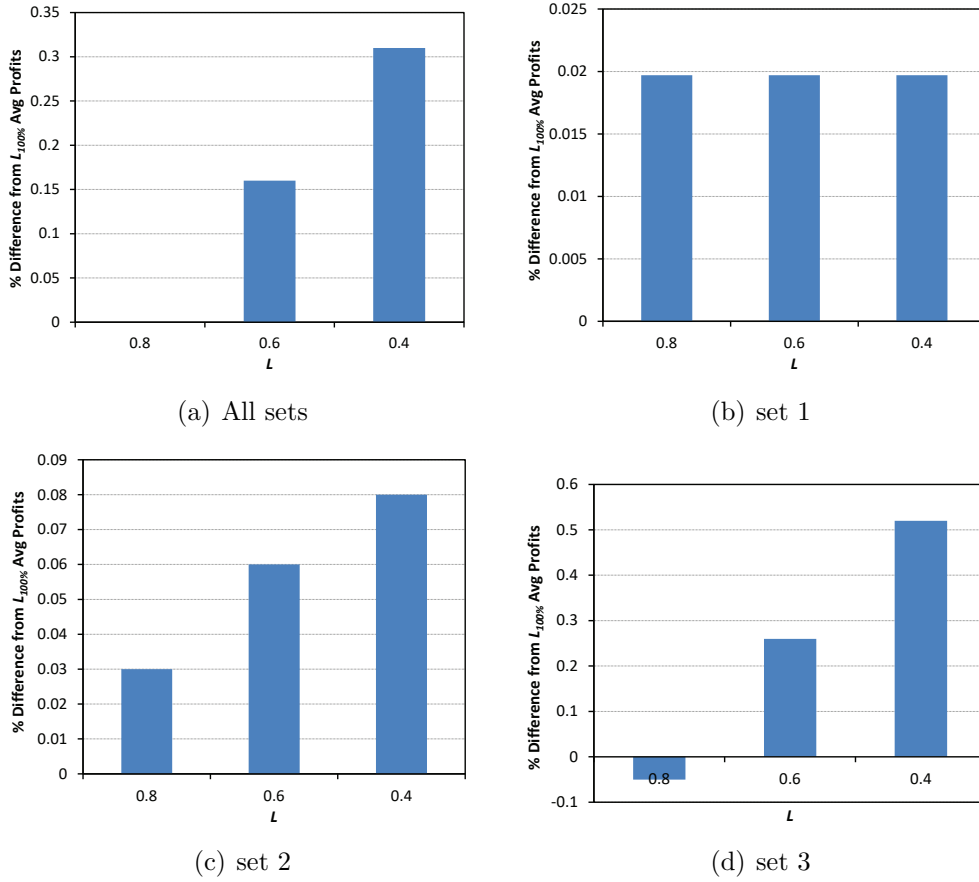 % Difference from L100% Avg Profits
0.35
0.3
0.25
0.2
0.15
0.1
0.05
0
0.8 0.6 0.4
L
(a) All sets
% Difference from L100% Avg Profits
0.025
0.02
0.015
0.01
0.005
0
0.8 0.6 0.4
L
(b) set 1
% Difference from L100% Avg Profits
0.09
0.08
0.07
0.06
0.05
0.04
0.03
0.02
0.01
0
0.8 0.6 0.4
L
(c) set 2
% Difference from L100% Avg Profits
0.6
0.5
0.4
0.3
0.2
0.1
0
-0.1
0.8 0.6 0.4
L
(d) set 3